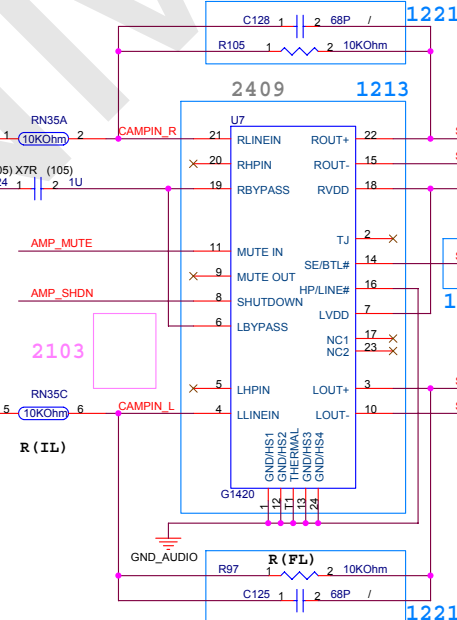 1221
C128 1 2 68P /
R105 1 2 10KOhm
2409 1213
RN35A
U7
1 10KOhm 2 CAMPIN_R 21 RLINEIN ROUT+ 22
20 RHPIN ROUT- 15
05) X7R (105)
24 1 2 1U 19 RBYPASS RVDD 18
TJ 2
AMP_MUTE 11 MUTE IN
SE/BTL# 14
9 MUTE OUT
HP/LINE# 16
AMP_SHDN 8 SHUTDOWN
LVDD 7
6 LBYPASS
1
NC1 17
2103 NC2 23
5 LHPIN LOUT+ 3
RN35C
5 10KOhm 6 CAMPIN_L 4 LLINEIN LOUT- 10
R(IL)
GND/HS1 GND/HS2 THERMAL GND/HS3 GND/HS4
G1420 1 12 T1 13 24
GND_AUDIO
R(FL)
R97 1 2 10KOhm
C125 1 2 68P /
1221